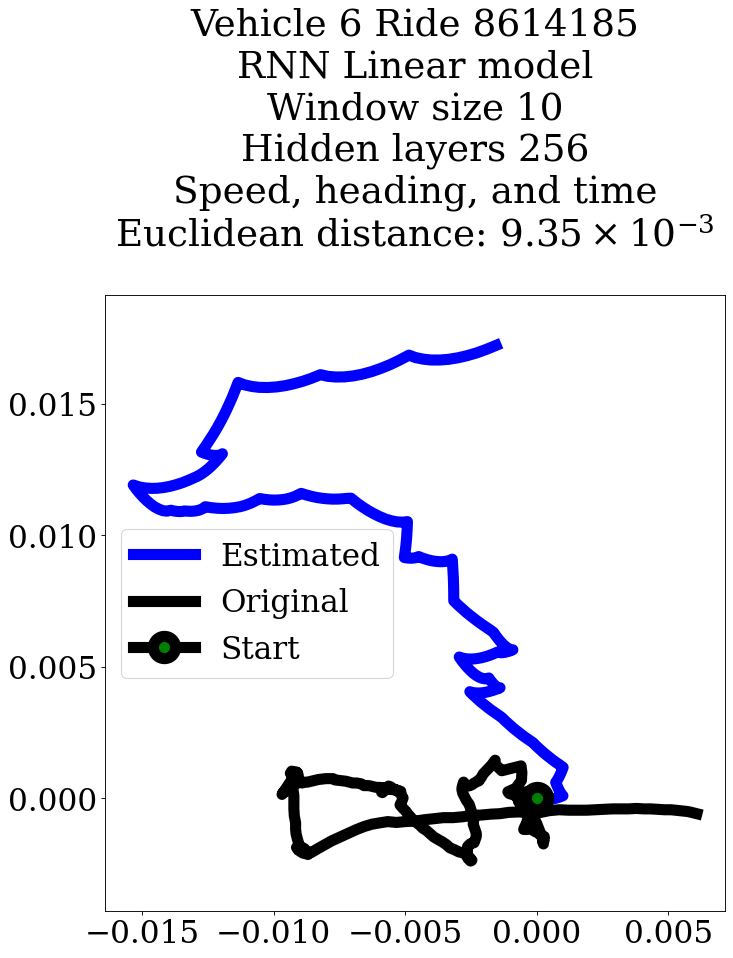 Vehicle 6 Ride 8614185
RNN Linear model
Window size 10
Hidden layers 256
Speed, heading, and time
Euclidean distance: 9.35 × 10⁻³
0.015
0.010
0.005
0.000
Estimated
Original
Start
−0.015 −0.010 −0.005 0.000 0.005